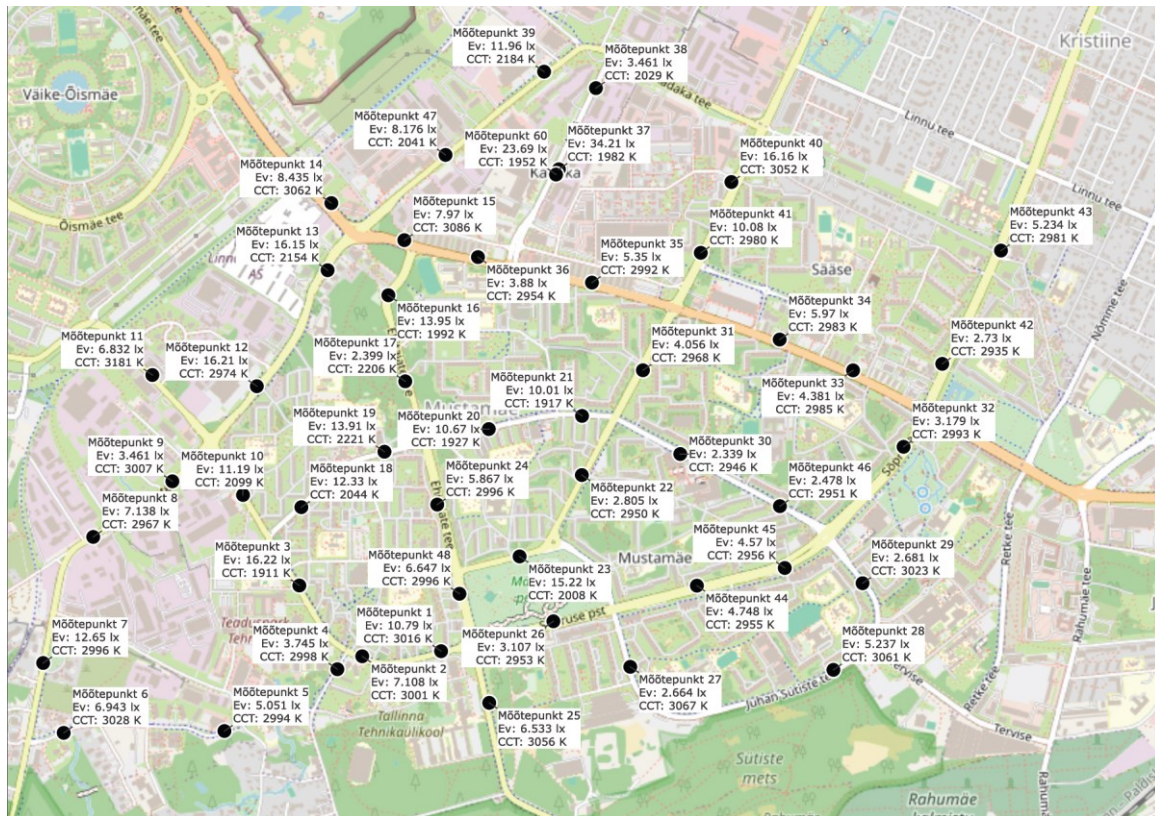 Mõõtepunkt 39
Ev: 11.96 lx
CCT: 2184 K
Mõõtepunkt 38
Ev: 3.461 lx
CCT: 2029 K
Kristiine
Väike-Õismäe
Mõõtepunkt 47
Ev: 8.176 lx
CCT: 2041 K
Mõõtepunkt 60
Ev: 23.69 lx
CCT: 1952 K
Mõõtepunkt 37
Ev: 34.21 lx
CCT: 1982 K
Linnu tee
Mõõtepunkt 40
Ev: 16.16 lx
CCT: 3052 K
Mõõtepunkt 14
Ev: 8.435 lx
CCT: 3062 K
Linnu tee
Õismäe tee
Mõõtepunkt 15
Ev: 7.97 lx
CCT: 3086 K
Mõõtepunkt 13
Ev: 16.15 lx
CCT: 2154 K
AS
Mõõtepunkt 41
Ev: 10.08 lx
CCT: 2980 K
Mõõtepunkt 43
Ev: 5.234 lx
CCT: 2981 K
Mõõtepunkt 35
Ev: 5.35 lx
CCT: 2992 K
Mõõtepunkt 36
Ev: 3.88 lx
CCT: 2954 K
Sääse
Nõmme tee
Mõõtepunkt 16
Ev: 13.95 lx
CCT: 1992 K
Mõõtepunkt 34
Ev: 5.97 lx
CCT: 2983 K
Mõõtepunkt 11
Ev: 6.832 lx
CCT: 3181 K
Mõõtepunkt 12
Ev: 16.21 lx
CCT: 2974 K
Mõõtepunkt 17
Ev: 2.399 lx
CCT: 2206 K
Mõõtepunkt 31
Ev: 4.056 lx
CCT: 2968 K
Mõõtepunkt 42
Ev: 2.73 lx
CCT: 2935 K
Mõõtepunkt 33
Ev: 4.381 lx
CCT: 2985 K
Mõõtepunkt 21
Ev: 10.01 lx
CCT: 1917 K
Mustamäe
Mõõtepunkt 19
Ev: 13.91 lx
CCT: 2221 K
Mõõtepunkt 20
Ev: 10.67 lx
CCT: 1927 K
Mõõtepunkt 32
Ev: 3.179 lx
CCT: 2993 K
Mõõtepunkt 9
Ev: 3.461 lx
CCT: 3007 K
Mõõtepunkt 10
Ev: 11.19 lx
CCT: 2099 K
Mõõtepunkt 18
Ev: 12.33 lx
CCT: 2044 K
Mõõtepunkt 24
Ev: 5.867 lx
CCT: 2996 K
Mõõtepunkt 30
Ev: 2.339 lx
CCT: 2946 K
Mõõtepunkt 46
Ev: 2.478 lx
CCT: 2951 K
Mõõtepunkt 8
Ev: 7.138 lx
CCT: 2967 K
Mõõtepunkt 22
Ev: 2.805 lx
CCT: 2950 K
Ehitajate tee
Retke tee
Mõõtepunkt 3
Ev: 16.22 lx
CCT: 1911 K
Mõõtepunkt 48
Ev: 6.647 lx
CCT: 2996 K
Mustamäe
Mõõtepunkt 45
Ev: 4.57 lx
CCT: 2956 K
Mõõtepunkt 29
Ev: 2.681 lx
CCT: 3023 K
Mõõtepunkt 23
Ev: 15.22 lx
CCT: 2008 K
Mõõtepunkt 44
Ev: 4.748 lx
CCT: 2955 K
Rahumäe tee
Teaduspark
Mõõtepunkt 1
Ev: 10.79 lx
CCT: 3016 K
Mõõtepunkt 7
Ev: 12.65 lx
CCT: 2996 K
Mõõtepunkt 4
Ev: 3.745 lx
CCT: 2998 K
Mõõtepunkt 26
Ev: 3.107 lx
CCT: 2953 K
Mõõtepunkt 28
Ev: 5.237 lx
CCT: 3061 K
Mõõtepunkt 2
Ev: 7.108 lx
CCT: 3001 K
Mõõtepunkt 27
Ev: 2.664 lx
CCT: 3067 K
Juhan Sütiste tee
Tervise
Retke tee
Mõõtepunkt 6
Ev: 6.943 lx
CCT: 3028 K
Mõõtepunkt 5
Ev: 5.051 lx
CCT: 2994 K
Tallinna
Tehnikaülikool
Mõõtepunkt 25
Ev: 6.533 lx
CCT: 3056 K
Tervise
Sütiste
mets
Rahumäe